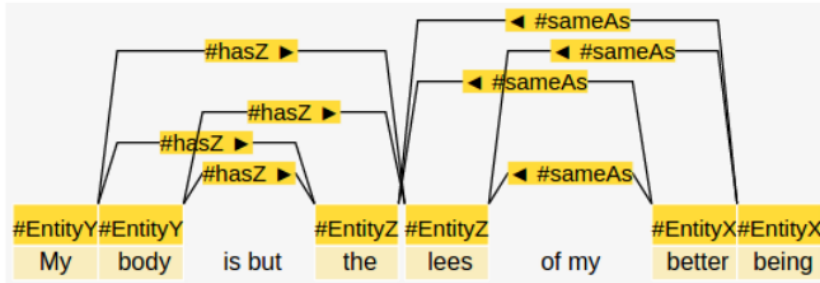 ◄ #sameAs
#hasZ ► ◄ #sameAs
◄ #sameAs
#hasZ ►
#hasZ ►
#hasZ ► ◄ #sameAs
#EntityY #EntityY #EntityZ #EntityZ #EntityX #EntityX
My body is but the lees of my better being